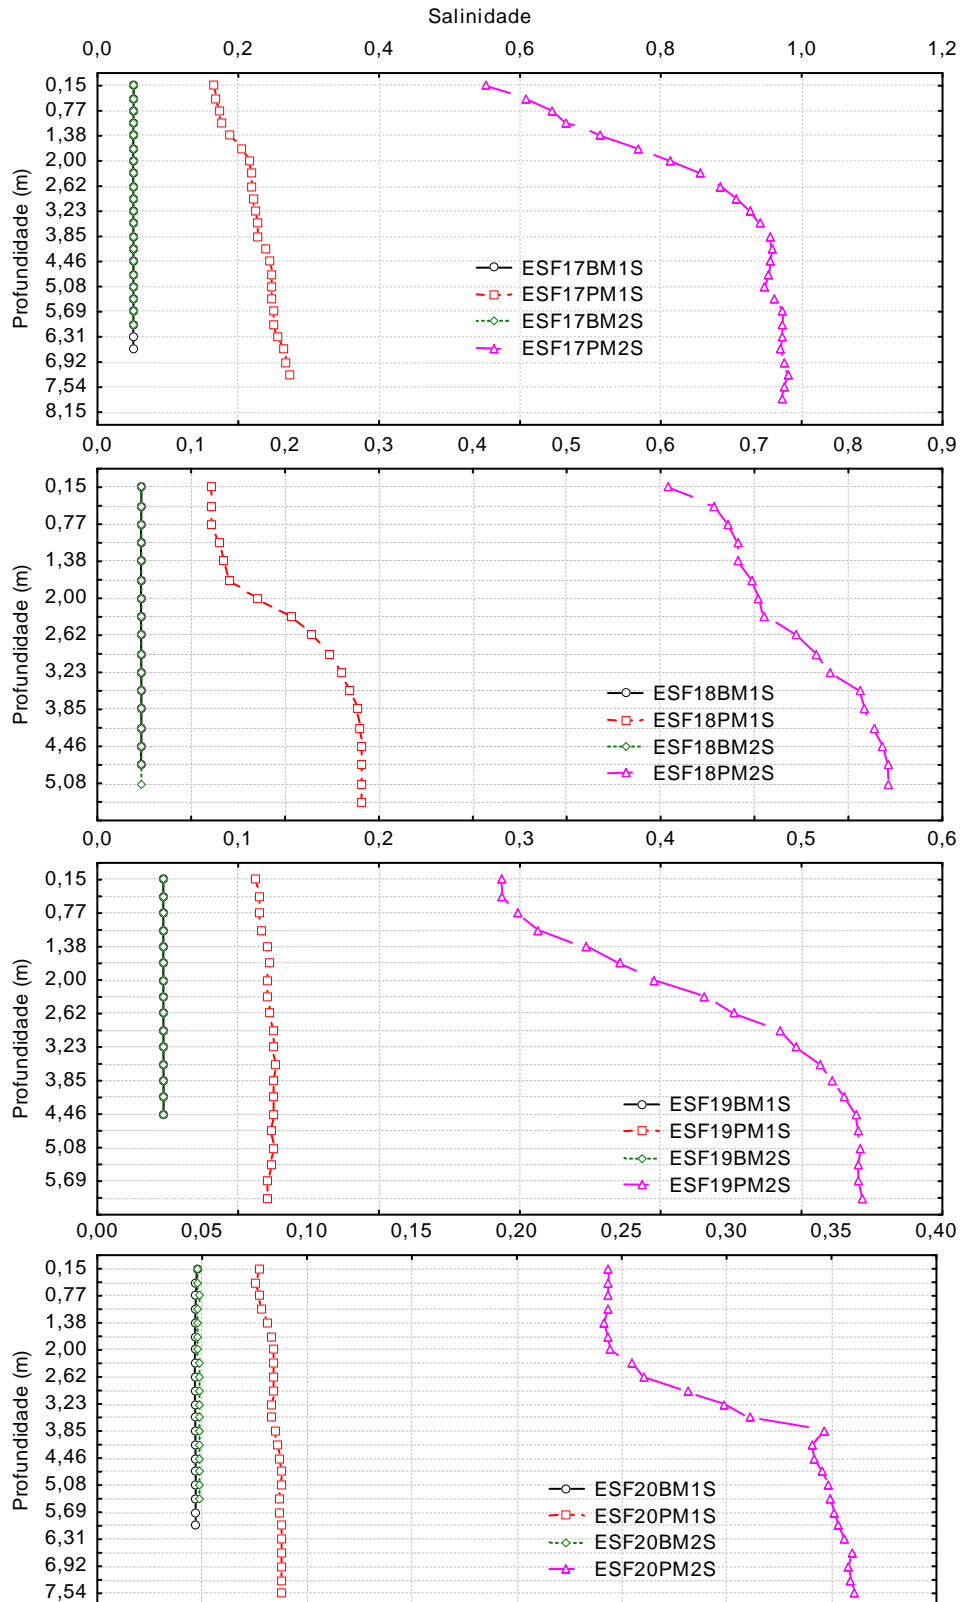 Salinidade
0,0 0,2 0,4 0,6 0,8 1,0 1,2
Profundidade (m)
0,15
0,77
1,38
2,00
2,62
3,23
3,85
4,46
5,08
5,69
6,31
6,92
7,54
8,15
ESF17BM1S
ESF17PM1S
ESF17BM2S
ESF17PM2S
0,0 0,1 0,2 0,3 0,4 0,5 0,6 0,7 0,8 0,9
Profundidade (m)
0,15
0,77
1,38
2,00
2,62
3,23
3,85
4,46
5,08
ESF18BM1S
ESF18PM1S
ESF18BM2S
ESF18PM2S
0,0 0,1 0,2 0,3 0,4 0,5 0,6
Profundidade (m)
0,15
0,77
1,38
2,00
2,62
3,23
3,85
4,46
5,08
5,69
ESF19BM1S
ESF19PM1S
ESF19BM2S
ESF19PM2S
0,00 0,05 0,10 0,15 0,20 0,25 0,30 0,35 0,40
Profundidade (m)
0,15
0,77
1,38
2,00
2,62
3,23
3,85
4,46
5,08
5,69
6,31
6,92
7,54
ESF20BM1S
ESF20PM1S
ESF20BM2S
ESF20PM2S